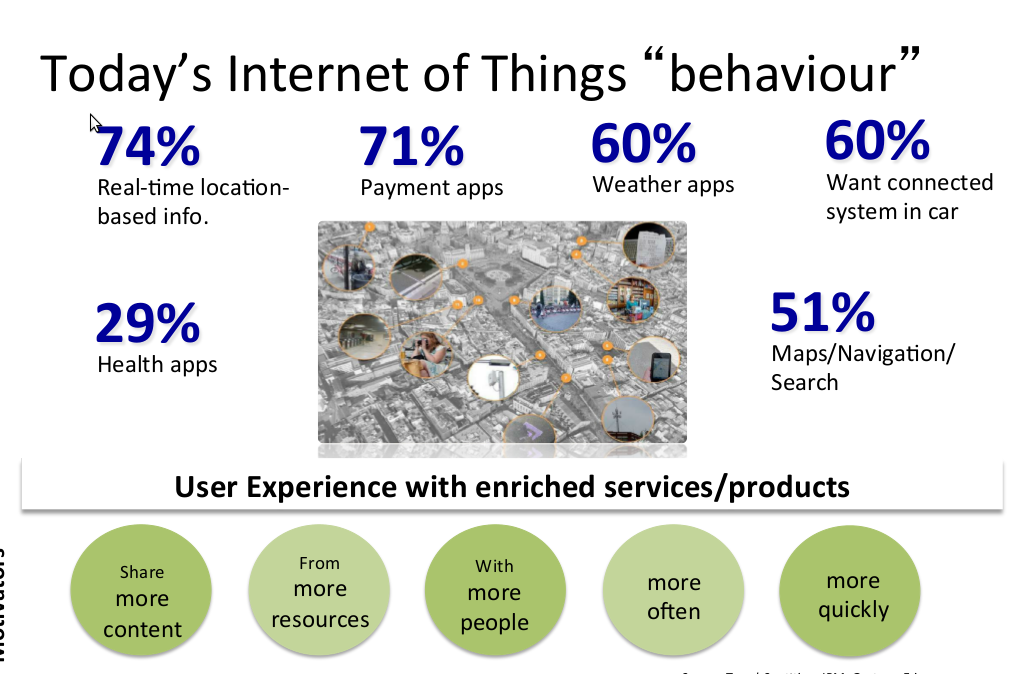 Today’s Internet of Things “behaviour”
74%
Real-time location-
based info.
71%
Payment apps
60%
Weather apps
60%
Want connected
system in car
29%
Health apps
51%
Maps/Navigation/
Search
User Experience with enriched services/products
Motivators
Share
more
content
From
more
resources
With
more
people
more
often
more
quickly